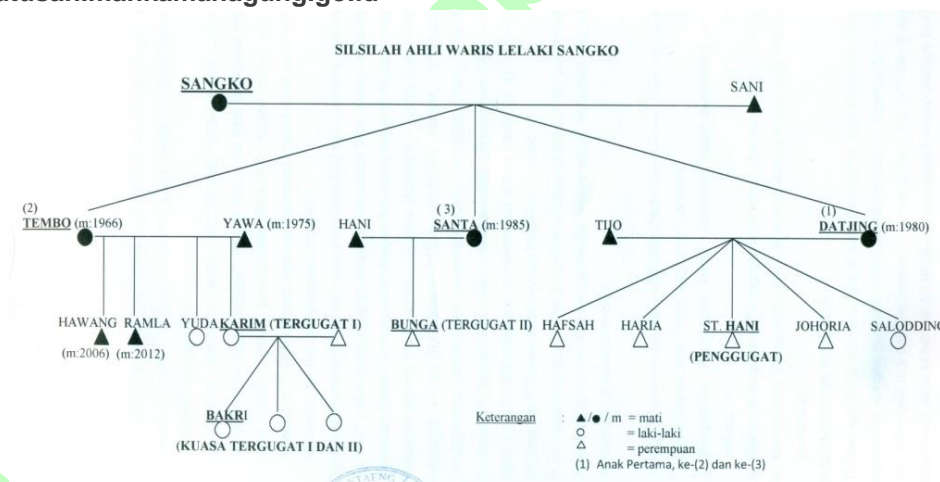 SILSILAH AHLI WARIS LELAKI SANGKO
SANGKO
SANI
(2)
TEMBO (m:1966)
YAWA (m:1975)
HANI
(3)
SANTA (m:1985)
TIJO
(1)
DATJING (m:1980)
HAWANG
(m:2006)
RAMLA
(m:2012)
YUDA
KARIM (TERGUGAT I)
BUNGA (TERGUGAT II)
HAFSAH
HARIA
ST. HANI
(PENGGUGAT)
JOHORIA
SALODDING
BAKRI
(KUASA TERGUGAT I DAN II)
Keterangan : ▲/● / m = mati
○ = laki-laki
△ = perempuan
(1) Anak Pertama, ke-(2) dan ke-(3)